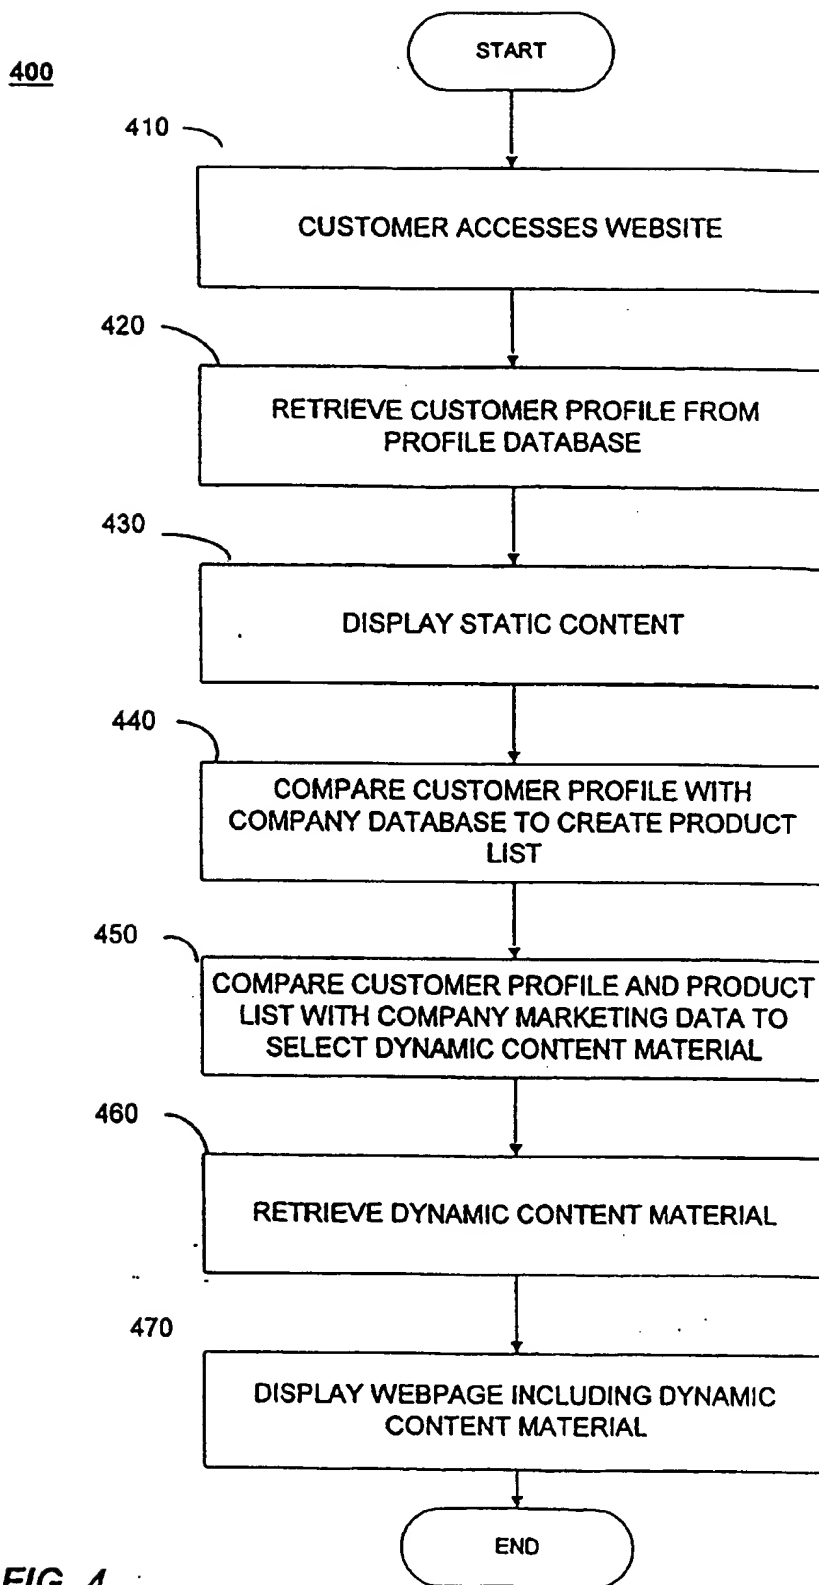 START
400
410
CUSTOMER ACCESSES WEBSITE
420
RETRIEVE CUSTOMER PROFILE FROM
PROFILE DATABASE
430
DISPLAY STATIC CONTENT
440
COMPARE CUSTOMER PROFILE WITH
COMPANY DATABASE TO CREATE PRODUCT
LIST
450
COMPARE CUSTOMER PROFILE AND PRODUCT
LIST WITH COMPANY MARKETING DATA TO
SELECT DYNAMIC CONTENT MATERIAL
460
RETRIEVE DYNAMIC CONTENT MATERIAL
470
DISPLAY WEBPAGE INCLUDING DYNAMIC
CONTENT MATERIAL
END
FIG. 4